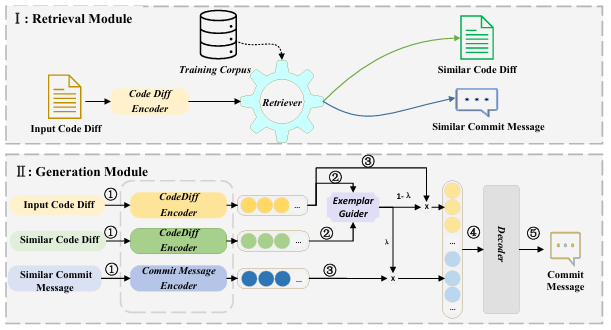 Ⅰ: Retrieval Module
Training Corpus
Code Diff
Encoder
Retriever
Input Code Diff
Similar Code Diff
Similar Commit Message
Ⅱ: Generation Module
Input Code Diff
①
CodeDiff
Encoder
...
③
②
Exemplar
Guider
1- λ
x
Similar Code Diff
①
CodeDiff
Encoder
...
②
λ
Similar Commit
Message
①
Commit Message
Encoder
...
③
x
...
...
④
Decoder
⑤
Commit
Message